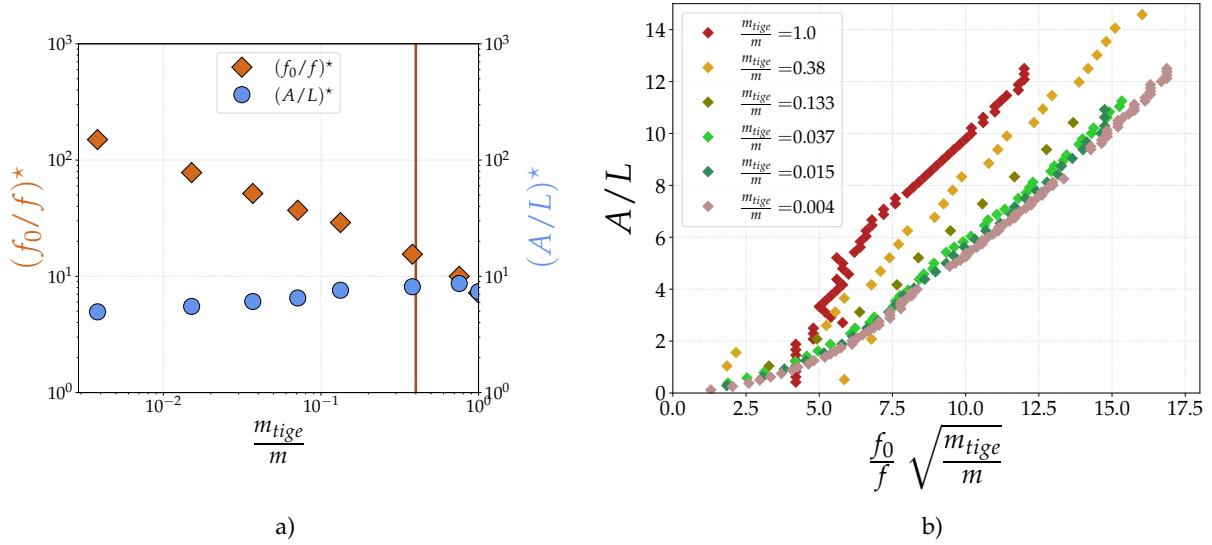 10³
10²
10¹
10⁰
(f₀/f)*
10³
10²
10¹
10⁰
(A/L)*
(f₀/f)*
(A/L)*
10⁻²
10⁻¹
10⁰
m_tige/m
a)
14
12
10
8
6
4
2
0
A/L
m_tige/m =1.0
m_tige/m =0.38
m_tige/m =0.133
m_tige/m =0.037
m_tige/m =0.015
m_tige/m =0.004
0.0 2.5 5.0 7.5 10.0 12.5 15.0 17.5
f₀/f √(m_tige/m)
b)